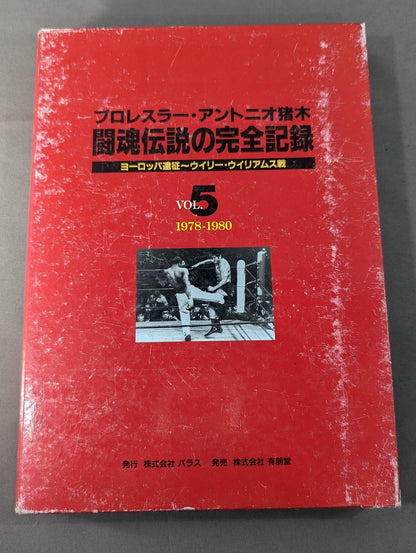 プロレスラー・アントニオ猪木
闘魂伝説の完全記録
ヨーロッパ遠征〜ウイリー・ウイリアムス戦
VOL.5
1978-1980
発行 株式会社 パラス 発売 株式会社 有朋堂